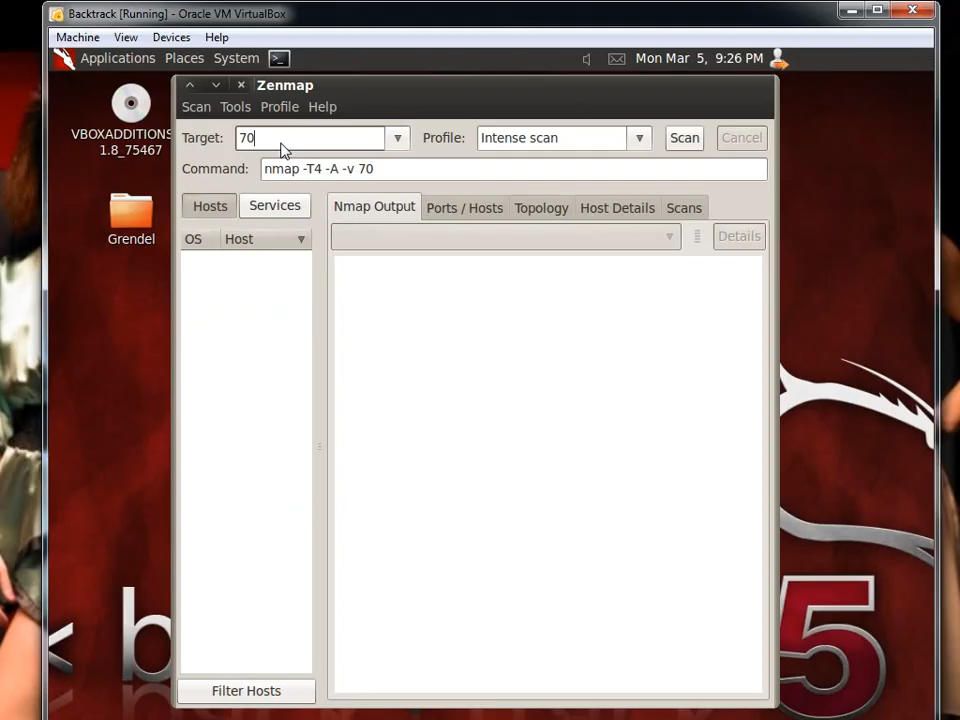 Backtrack [Running] - Oracle VM VirtualBox
Machine View Devices Help
Applications Places System >_ Mon Mar 5, 9:26 PM
Zenmap
Scan Tools Profile Help
Target: 70 Profile: Intense scan Scan Cancel
Command: nmap -T4 -A -v 70
Hosts Services Nmap Output Ports / Hosts Topology Host Details Scans
OS Host Details
VBOXADDITIONS
1.8_75467
Grendel
Filter Hosts
b
5